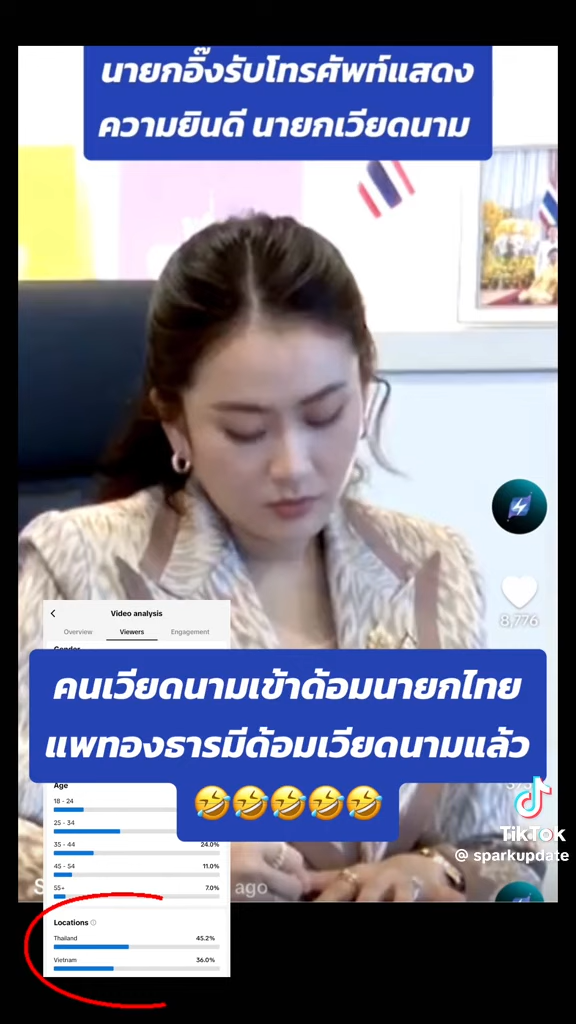 นายกอิ๊งรับโทรศัพท์แสดง
ความยินดี นายกเวียดนาม
8,776
Video analysis
Overview Viewers Engagement
Gender
คนเวียดนามเข้าด้อมนายกไทย
แพทองธารมีด้อมเวียดนามแล้ว
🤣🤣🤣🤣🤣
Age
18 - 24
25 - 34
35 - 44 24.0%
45 - 54 11.0%
55+ 7.0%
ago
TikTok
@ sparkupdate
Locations
Thailand 45.2%
Vietnam 36.0%